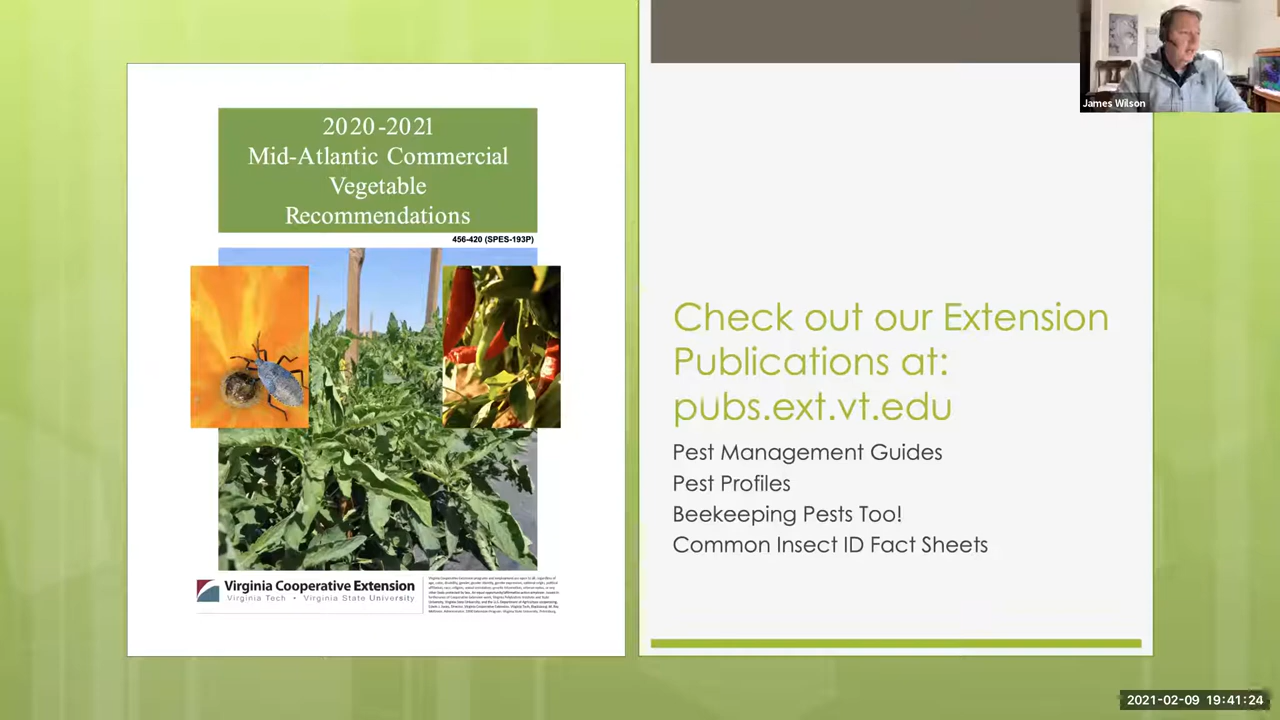 2020-2021
Mid-Atlantic Commercial
Vegetable
Recommendations
456-420 (SPES-193P)
Virginia Cooperative Extension
Virginia Tech • Virginia State University
Check out our Extension
Publications at:
pubs.ext.vt.edu
Pest Management Guides
Pest Profiles
Beekeeping Pests Too!
Common Insect ID Fact Sheets
James Wilson
2021-02-09 19:41:24